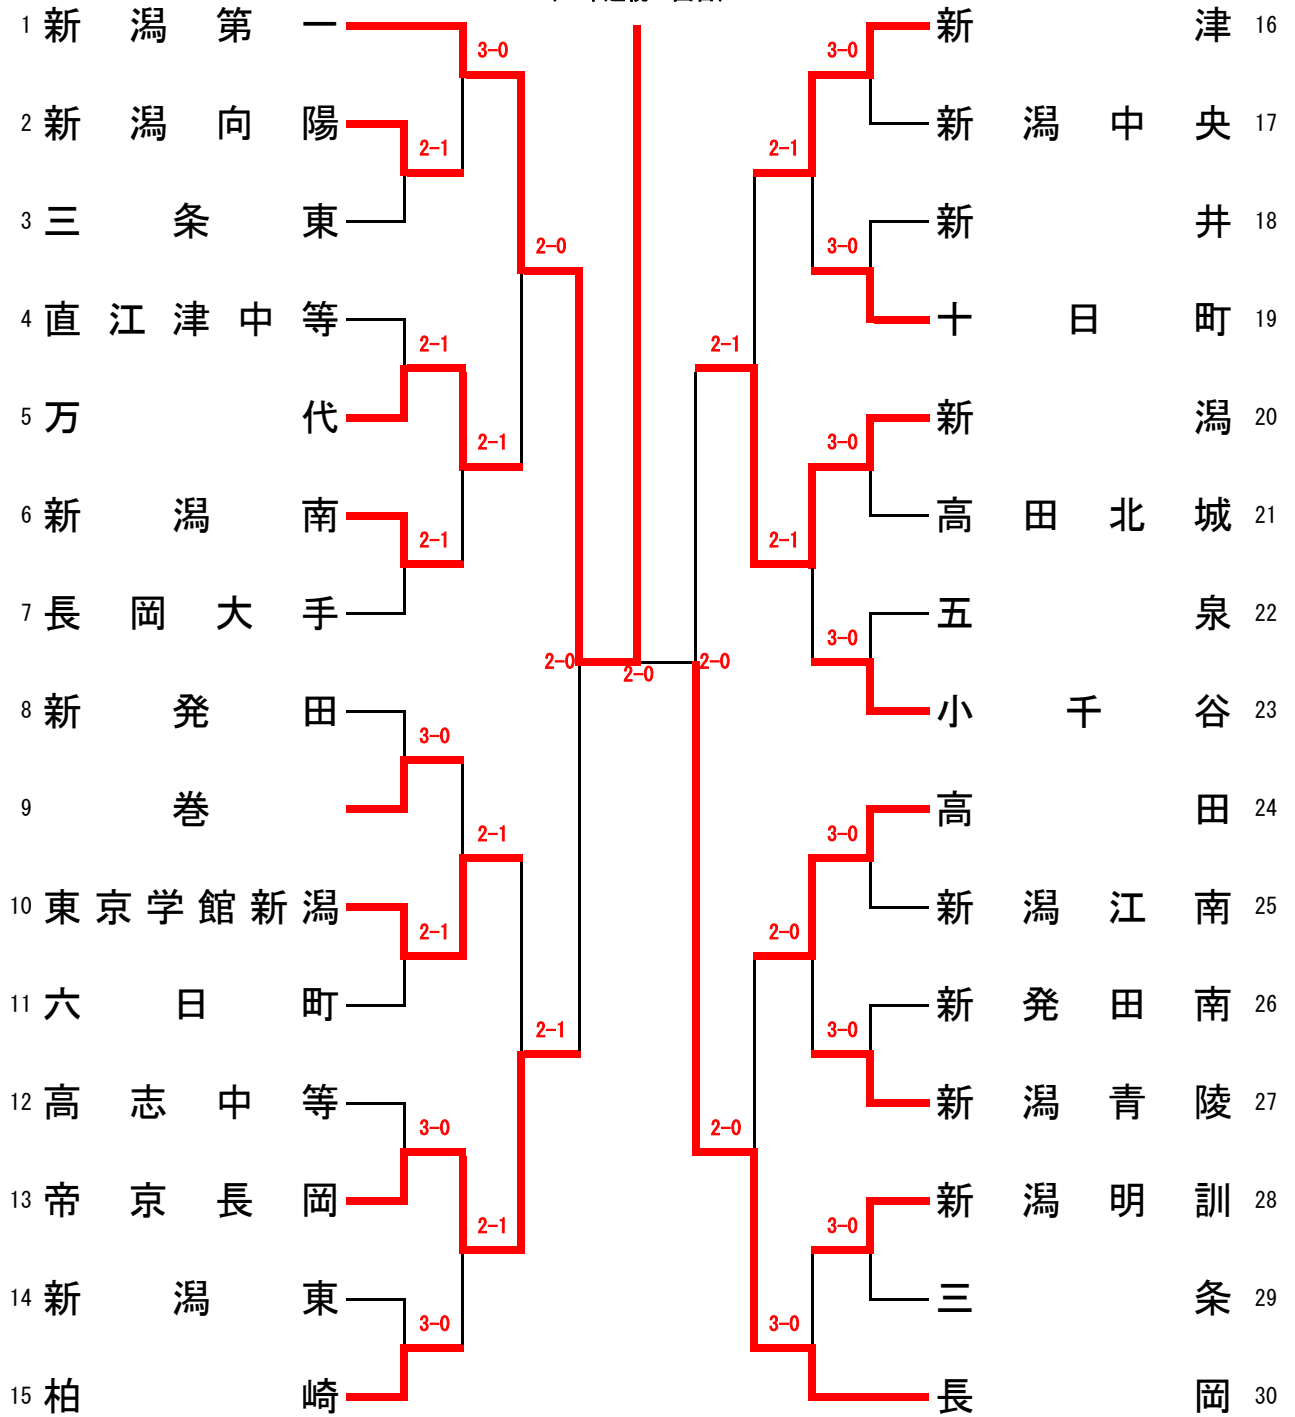 1 新潟第一
2 新潟向陽
3 三条東
4 直江津中等
5 万代
6 新潟南
7 長岡大手
8 新発田
9 巻
10 東京学館新潟
11 六日町
12 高志中等
13 帝京長岡
14 新潟東
15 柏崎
3-0
2-1
2-0
2-1
2-1
2-1
2-0
3-0
2-1
2-1
2-1
3-0
2-1
3-0
2-0
3-0
2-1
3-0
2-1
3-0
2-1
3-0
2-0
3-0
2-0
3-0
2-0
3-0
3-0
新津 16
新潟中央 17
新井 18
十日町 19
新潟 20
高田北城 21
五泉 22
小千谷 23
高田 24
新潟江南 25
新発田南 26
新潟青陵 27
新潟明訓 28
三条 29
長岡 30